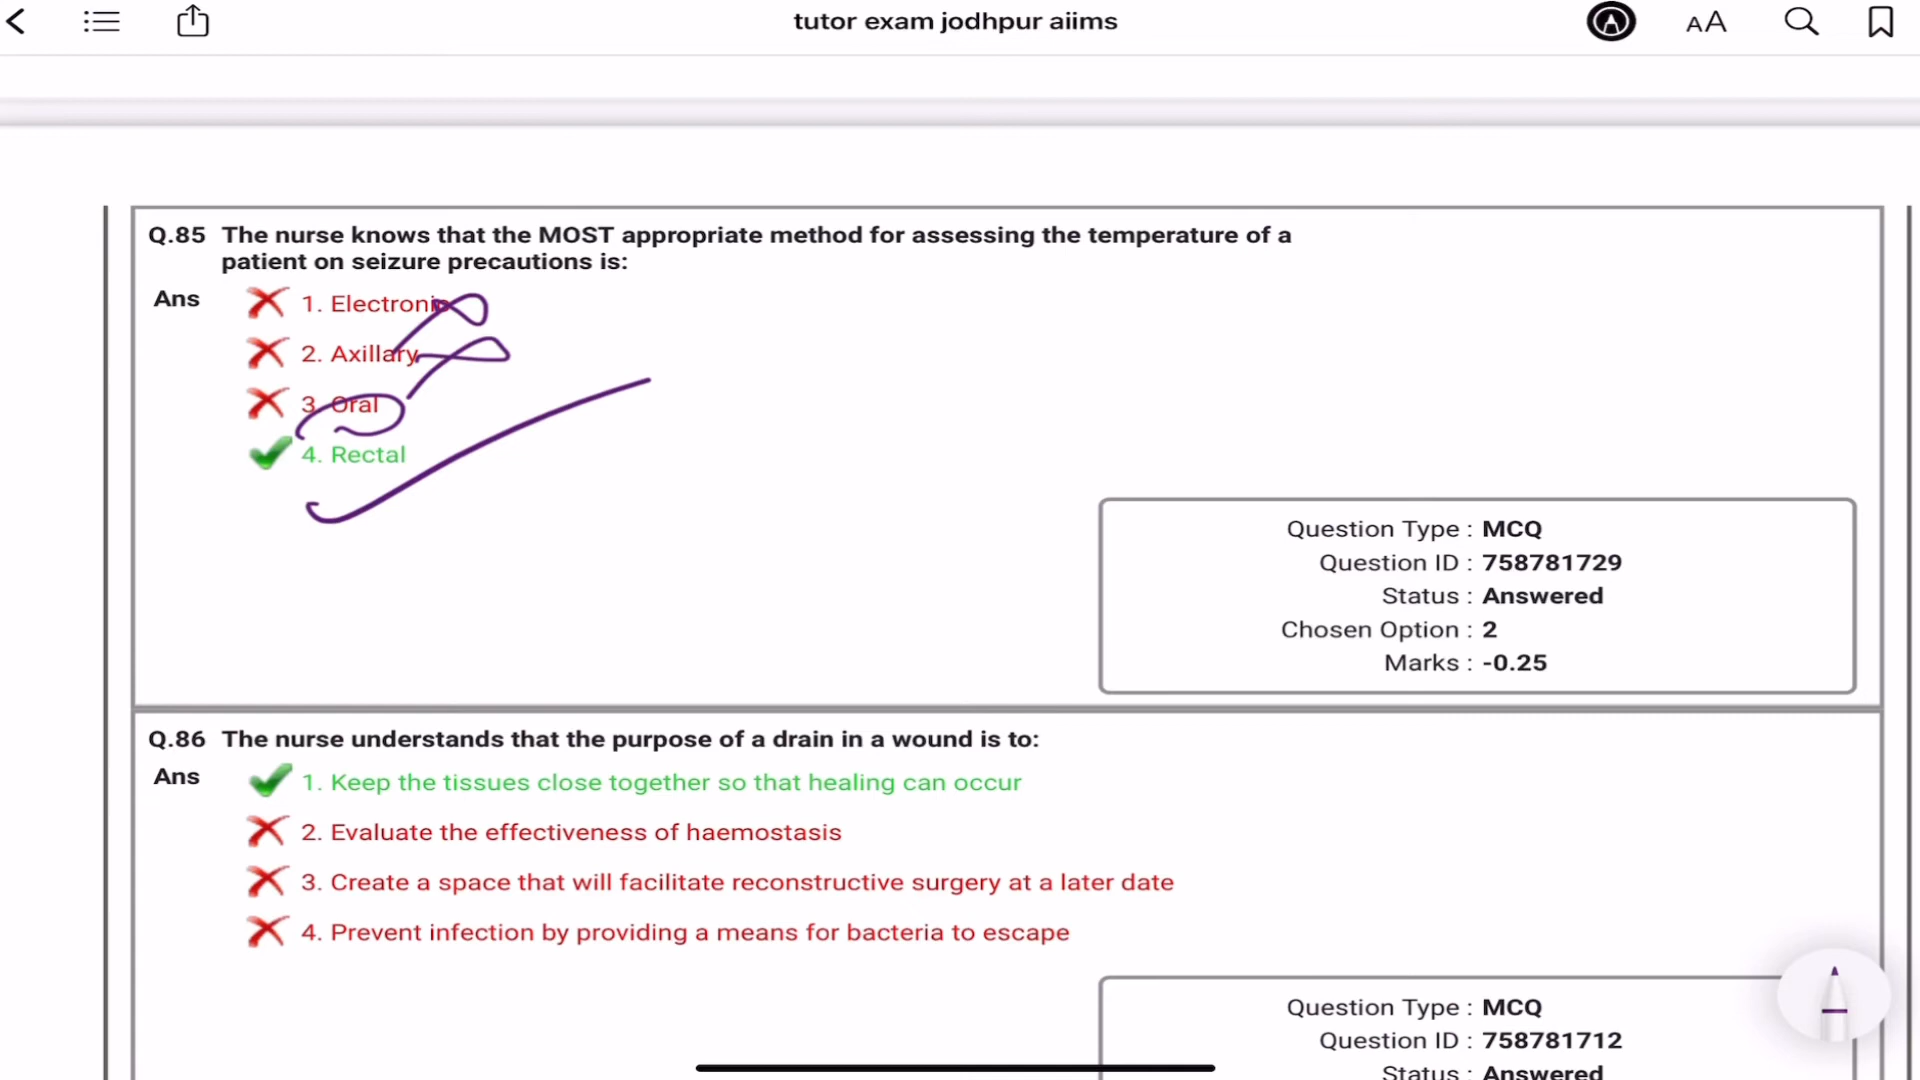 tutor exam jodhpur aiims
AA
Q.85 The nurse knows that the MOST appropriate method for assessing the temperature of a
patient on seizure precautions is:
Ans 1. Electronic
2. Axillary
3. Oral
4. Rectal
Question Type : MCQ
Question ID : 758781729
Status : Answered
Chosen Option : 2
Marks : -0.25
Q.86 The nurse understands that the purpose of a drain in a wound is to:
Ans 1. Keep the tissues close together so that healing can occur
2. Evaluate the effectiveness of haemostasis
3. Create a space that will facilitate reconstructive surgery at a later date
4. Prevent infection by providing a means for bacteria to escape
Question Type : MCQ
Question ID : 758781712
Status : Answered